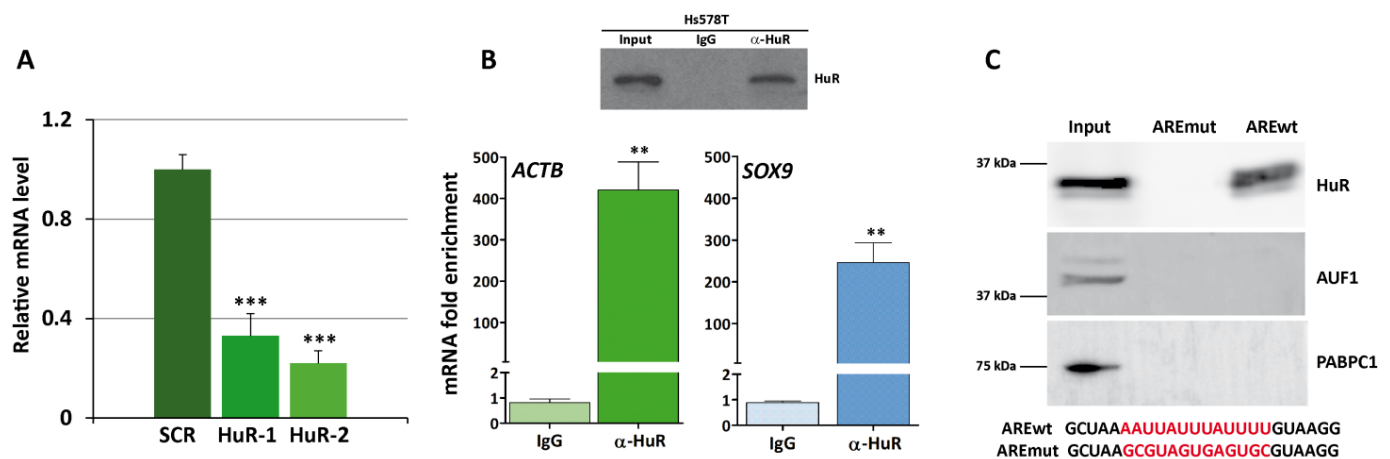 A
Relative mRNA level
1.2
0.8
0.4
0
***
***
SCR HuR-1 HuR-2
B
Hs578T
Input IgG α-HuR
HuR
mRNA fold enrichment
ACTB
500
400
300
200
100
2
1
0
**
IgG α-HuR
SOX9
500
400
300
200
100
2
1
0
**
IgG α-HuR
C
Input AREmut AREwt
37 kDa
HuR
AUF1
37 kDa
75 kDa
PABPC1
AREwt GCUAAAAUUAUUUAUUUUGUAAGG
AREmut GCUAAGCGUAGUGAGUGCGUAAGG